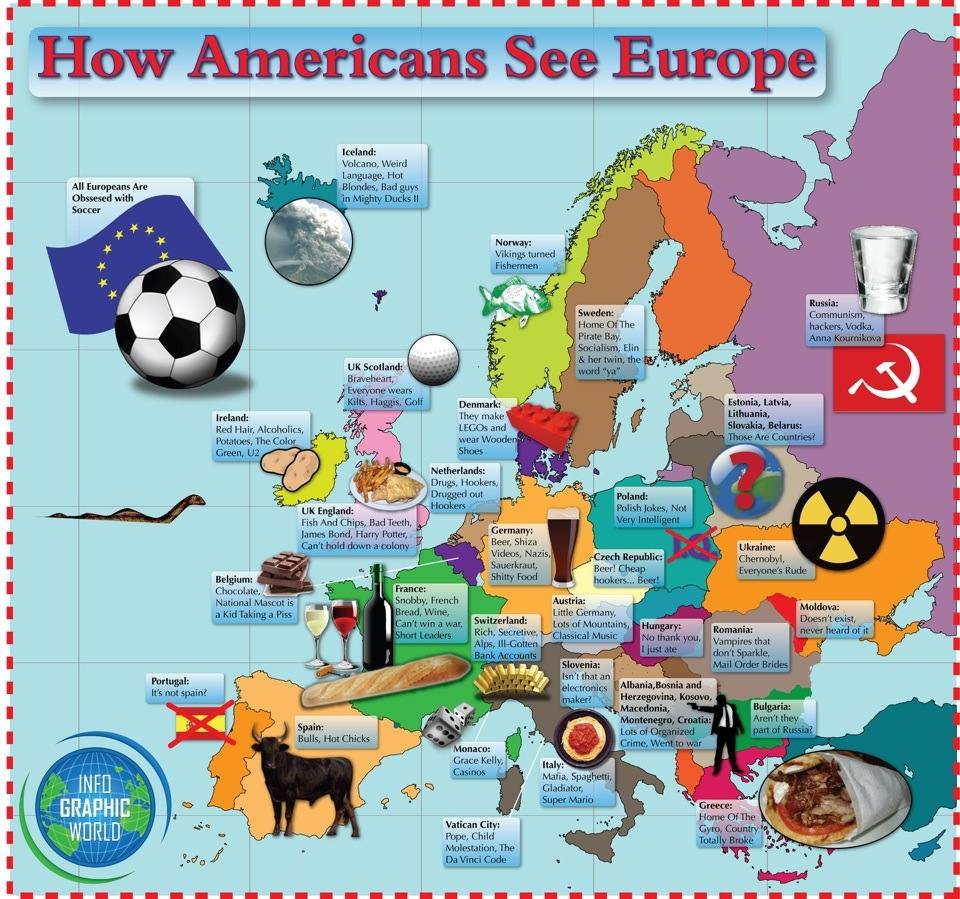 How Americans See Europe
All Europeans Are
Obssesed with
Soccer
Iceland:
Volcano, Weird
Language, Hot
Blondes, Bad guys
in Mighty Ducks II
Norway:
Vikings turned
Fishermen
Sweden:
Home Of The
Pirate Bay,
Socialism, Elin
& her twin, the
word "ya"
Russia:
Communism,
hackers, Vodka,
Anna Kournikova
UK Scotland:
Braveheart,
Everyone wears
Kilts, Haggis, Golf
Denmark:
They make
LEGOs and
wear Wooden
Shoes
Estonia, Latvia,
Lithuania,
Slovakia, Belarus:
Those Are Countries?
Ireland:
Red Hair, Alcoholics,
Potatoes, The Color
Green, U2
Netherlands:
Drugs, Hookers,
Drugged out
Hookers
UK England:
Fish And Chips, Bad Teeth,
James Bond, Harry Potter,
Can't hold down a colony
Poland:
Polish Jokes, Not
Very Intelligent
Germany:
Beer, Shiza
Videos, Nazis,
Sauerkraut,
Shitty Food
Czech Republic:
Beer! Cheap
hookers... Beer!
Ukraine:
Chernobyl,
Everyone's Rude
Belgium:
Chocolate,
National Mascot is
a Kid Taking a Piss
France:
Snobby, French
Bread, Wine,
Can't win a war,
Short Leaders
Austria:
Little Germany,
Lots of Mountains,
Classical Music
Switzerland:
Rich, Secretive,
Alps, Ill-Gotten
Bank Accounts
Hungary:
No thank you,
I just ate
Romania:
Vampires that
don't Sparkle,
Mail Order Brides
Moldova:
Doesn't exist,
never heard of it
Slovenia:
Isn't that an
electronics
maker?
Albania,Bosnia and
Herzegovina, Kosovo,
Macedonia,
Montenegro, Croatia:
Lots of Organized
Crime, Went to war
Bulgaria:
Aren't they
part of Russia?
Portugal:
It's not spain?
Spain:
Bulls, Hot Chicks
Monaco:
Grace Kelly,
Casinos
Italy:
Mafia, Spaghetti,
Gladiator,
Super Mario
Greece:
Home Of The
Gyro, Country
Totally Broke
Vatican City:
Pope, Child
Molestation, The
Da Vinci Code
INFO
GRAPHIC
WORLD